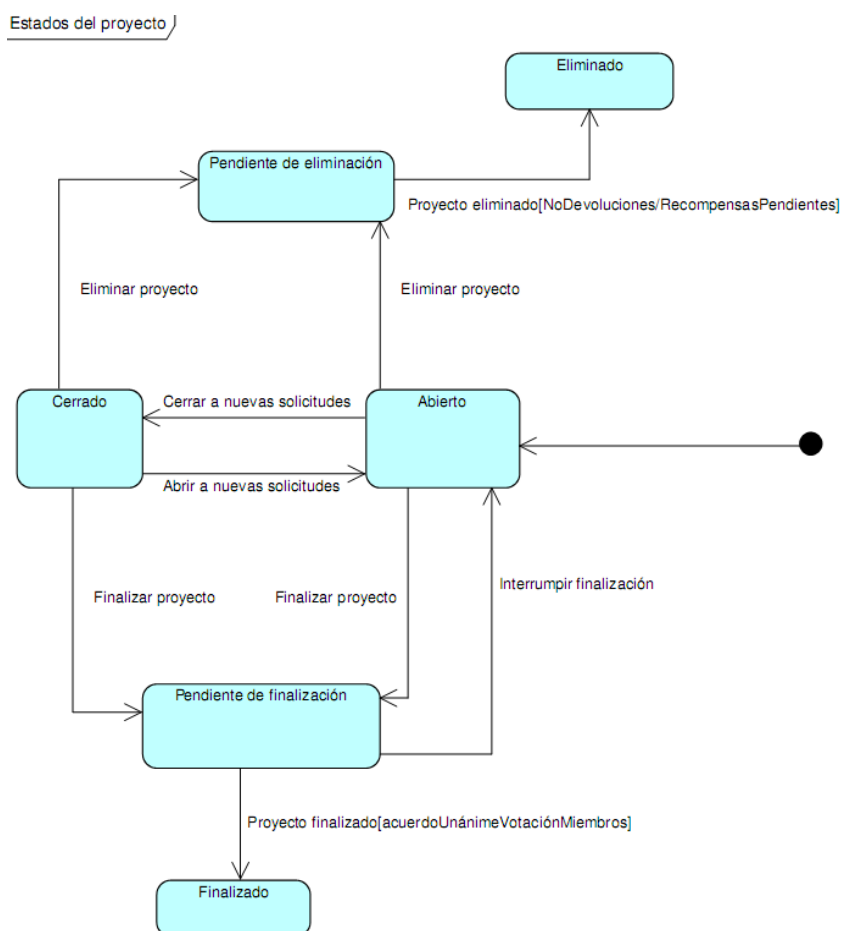 Estados del proyecto
Eliminado
Pendiente de eliminación
Proyecto eliminado[NoDevoluciones/RecompensasPendientes]
Eliminar proyecto
Eliminar proyecto
Cerrado
Cerrar a nuevas solicitudes
Abierto
Abrir a nuevas solicitudes
Interrumpir finalización
Finalizar proyecto
Finalizar proyecto
Pendiente de finalización
Proyecto finalizado[acuerdoUnánimeVotaciónMiembros]
Finalizado